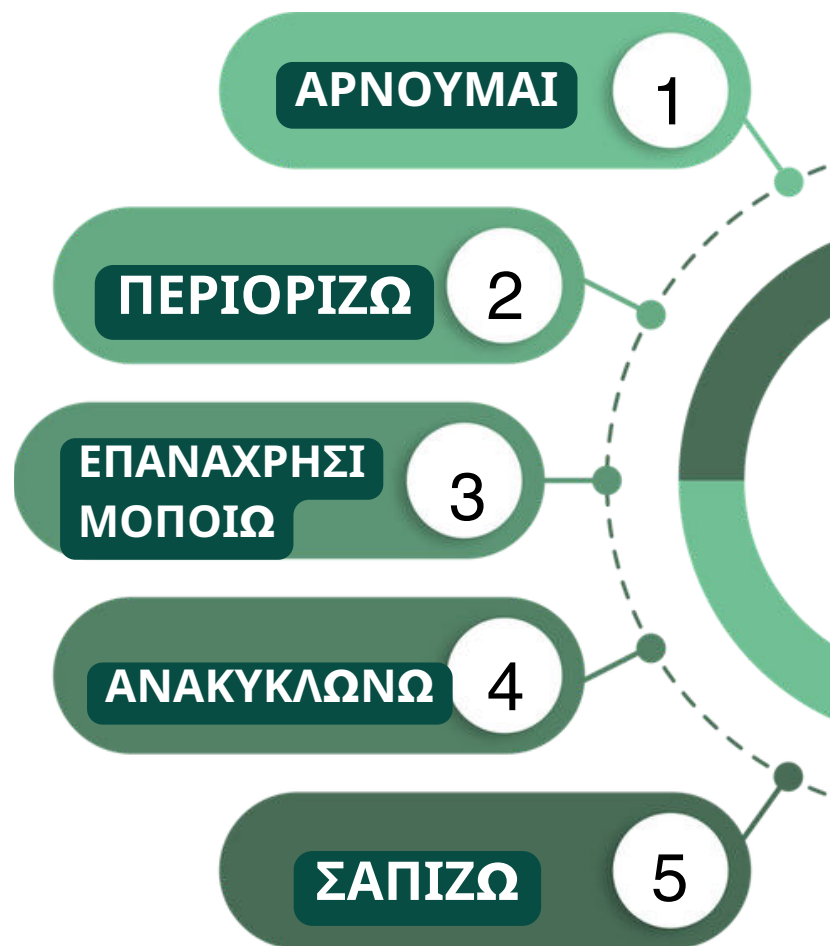 ΑΡΝΟΥΜΑΙ 1
ΠΕΡΙΟΡΙΖΩ 2
ΕΠΑΝΑΧΡΗΣΙ
ΜΟΠΟΙΩ 3
ΑΝΑΚΥΚΛΩΝΩ 4
ΣΑΠΙΖΩ 5